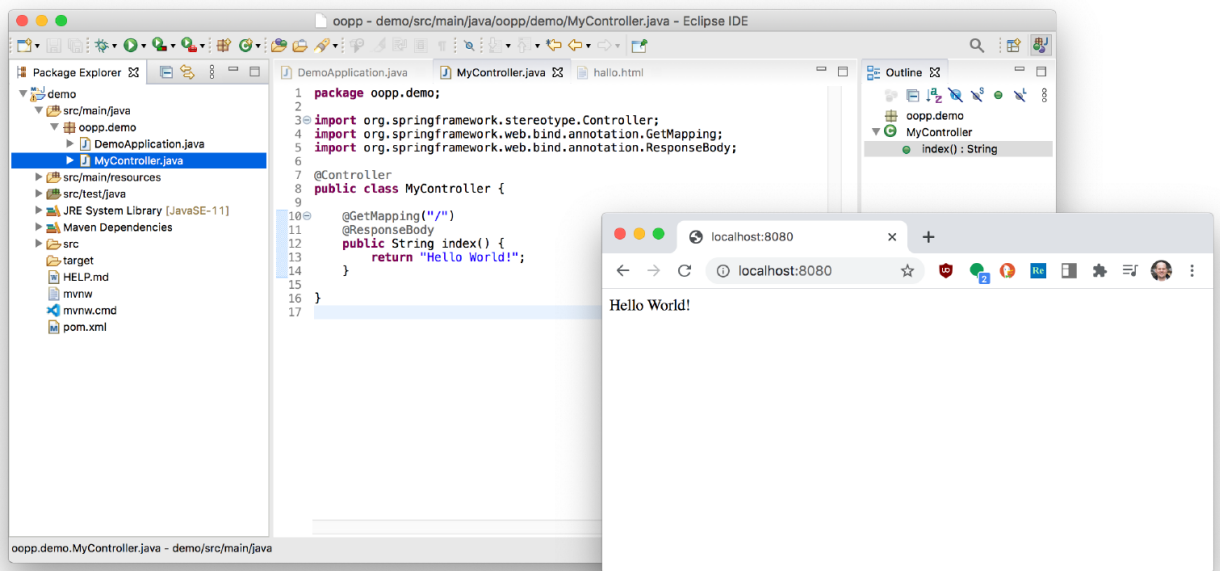 oopp - demo/src/main/java/oopp/demo/MyController.java - Eclipse IDE
Package Explorer
demo
src/main/java
oopp.demo
DemoApplication.java
MyController.java
src/main/resources
src/test/java
JRE System Library [JavaSE-11]
Maven Dependencies
src
target
HELP.md
mvnw
mvnw.cmd
pom.xml
DemoApplication.java MyController.java hallo.html
1 package oopp.demo;
2
3 import org.springframework.stereotype.Controller;
4 import org.springframework.web.bind.annotation.GetMapping;
5 import org.springframework.web.bind.annotation.ResponseBody;
6
7 @Controller
8 public class MyController {
9
10 @GetMapping("/")
11 @ResponseBody
12 public String index() {
13 return "Hello World!";
14 }
15
16 }
17
Outline
oopp.demo
MyController
index() : String
oopp.demo.MyController.java - demo/src/main/java
localhost:8080
localhost:8080
2
Re
Hello World!